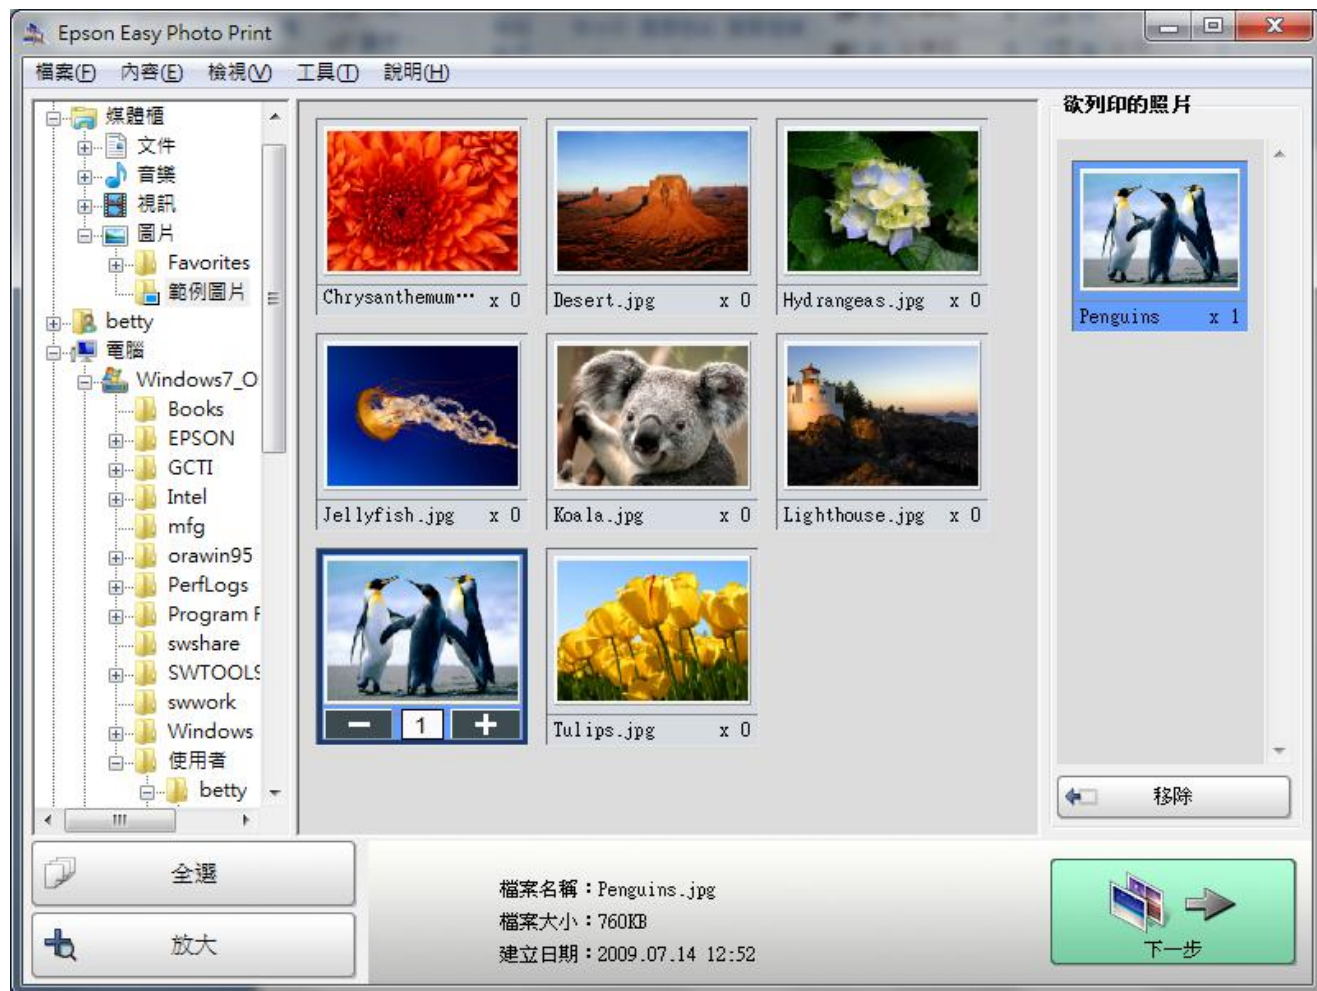 Epson Easy Photo Print
檔案(F) 內容(E) 檢視(V) 工具(T) 說明(H)
媒體櫃
文件
音樂
視訊
圖片
Favorites
範例圖片
betty
電腦
Windows7_O
Books
EPSON
GCTI
Intel
mfg
orawin95
PerfLogs
Program F
swshare
SWTOOLS
swwork
Windows
使用者
betty
Chrysanthemum… x 0
Desert.jpg x 0
Hydrangeas.jpg x 0
Jellyfish.jpg x 0
Koala.jpg x 0
Lighthouse.jpg x 0
1
Tulips.jpg x 0
欲列印的照片
Penguins x 1
移除
全選
放大
檔案名稱：Penguins.jpg
檔案大小：760KB
建立日期：2009.07.14 12:52
下一步